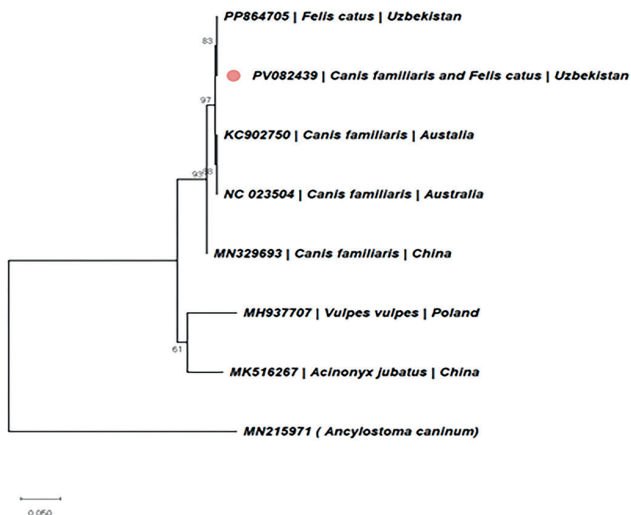 PP864705 | Felis catus | Uzbekistan
83
PV082439 | Canis familiaris and Felis catus | Uzbekistan
97
KC902750 | Canis familiaris | Austalia
93
NC 023504 | Canis familiaris | Australia
MN329693 | Canis familiaris | China
MH937707 | Vulpes vulpes | Poland
61
MK516267 | Acinonyx jubatus | China
MN215971 ( Ancylostoma caninum)
0.050